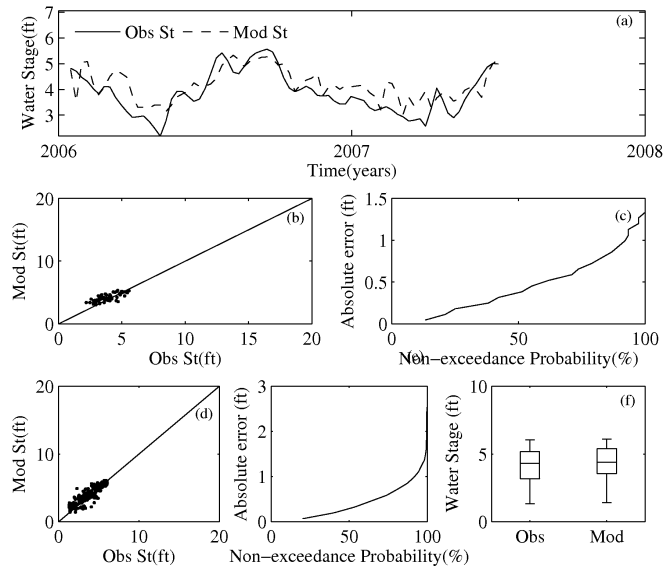 7
6
5
4
3
Water Stage(ft)
Obs St
Mod St
(a)
2006
2007
2008
Time(years)
20
10
0
Mod St(ft)
(b)
0
5
10
15
20
Obs St(ft)
1.5
1
0.5
0
Absolute error (ft)
(c)
0
50
100
Non−exceedance Probability(%)
(e)
20
10
0
Mod St(ft)
(d)
0
10
20
Obs St(ft)
3
2
1
0
Absolute error (ft)
0
50
100
Non−exceedance Probability(%)
10
5
0
Water Stage (ft)
(f)
Obs
Mod